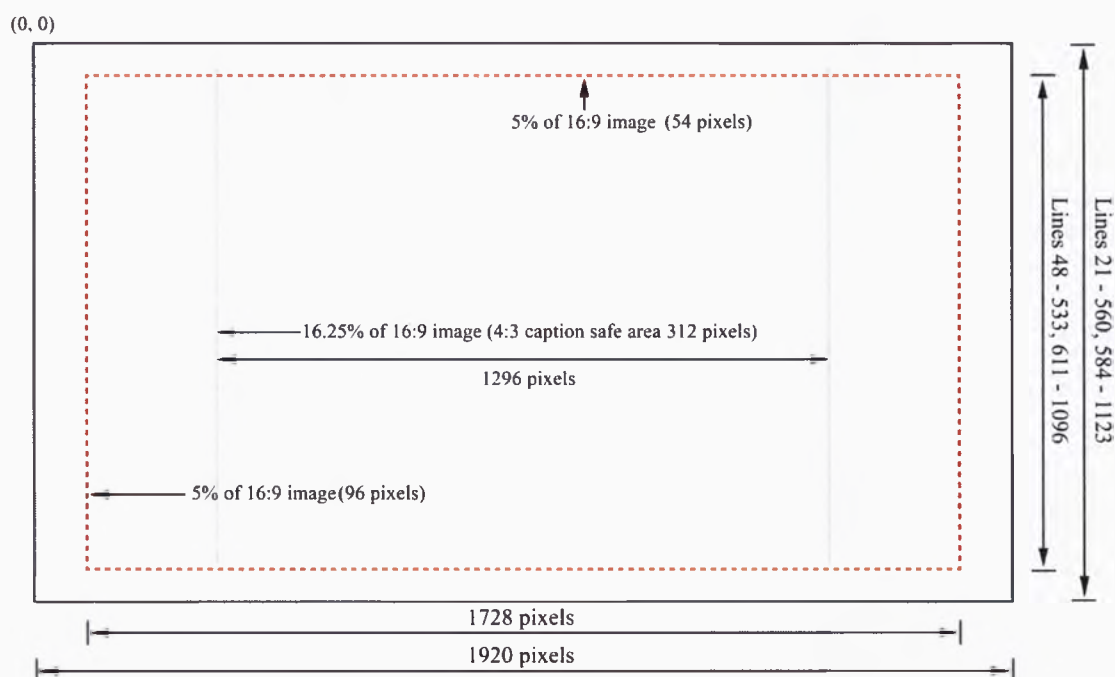 (0, 0)
5% of 16:9 image (54 pixels)
16.25% of 16:9 image (4:3 caption safe area 312 pixels)
1296 pixels
5% of 16:9 image(96 pixels)
1728 pixels
1920 pixels
Lines 48 - 533, 611 - 1096
Lines 21 - 560, 584 - 1123